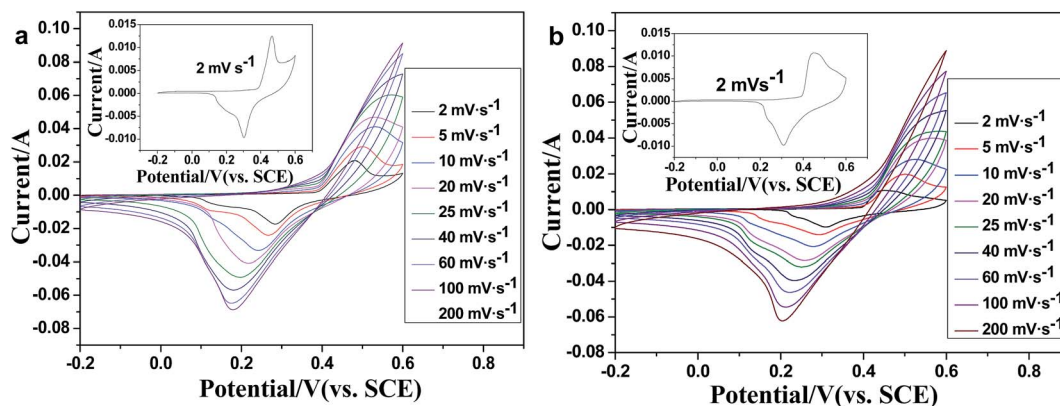 a
0.10
0.08
0.06
0.04
0.02
0.00
-0.02
-0.04
-0.06
-0.08
Current/A
-0.2 0.0 0.2 0.4 0.6 0.8
Potential/V(vs. SCE)
0.015
0.010
0.005
0.000
-0.005
-0.010
Current/A
2 mV s-1
-0.2 0.0 0.2 0.4 0.6
Potential/V(vs. SCE)
2 mV·s-1
5 mV·s-1
10 mV·s-1
20 mV·s-1
25 mV·s-1
40 mV·s-1
60 mV·s-1
100 mV·s-1
200 mV·s-1
b
0.10
0.08
0.06
0.04
0.02
0.00
-0.02
-0.04
-0.06
-0.08
Current/A
-0.2 0.0 0.2 0.4 0.6 0.8
Potential/V(vs. SCE)
0.015
0.010
0.005
0.000
-0.005
-0.010
Current/A
2 mVs-1
-0.2 0.0 0.2 0.4 0.6
Potential/V(vs. SCE)
2 mV·s-1
5 mV·s-1
10 mV·s-1
20 mV·s-1
25 mV·s-1
40 mV·s-1
60 mV·s-1
100 mV·s-1
200 mV·s-1